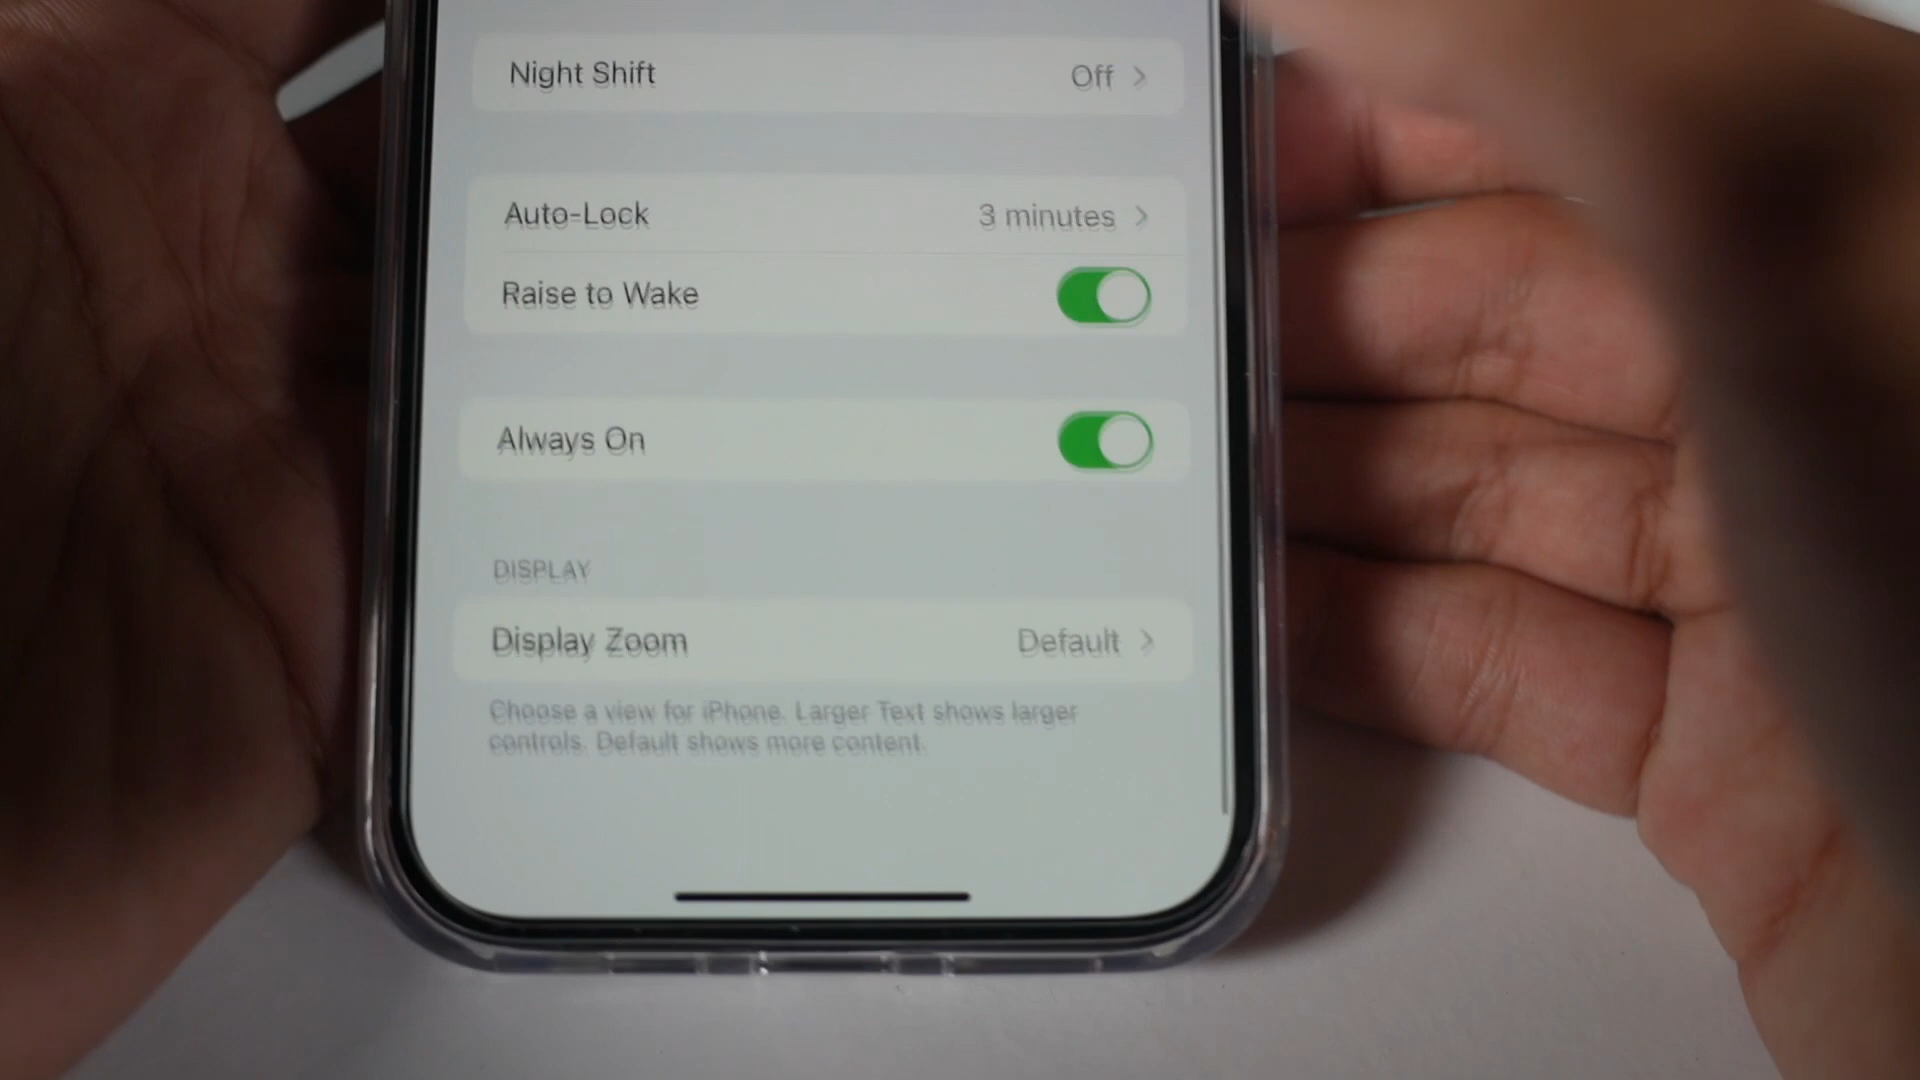 Night Shift Off
Auto-Lock 3 minutes
Raise to Wake
Always On
DISPLAY
Display Zoom Default
Choose a view for iPhone. Larger Text shows larger
controls. Default shows more content.